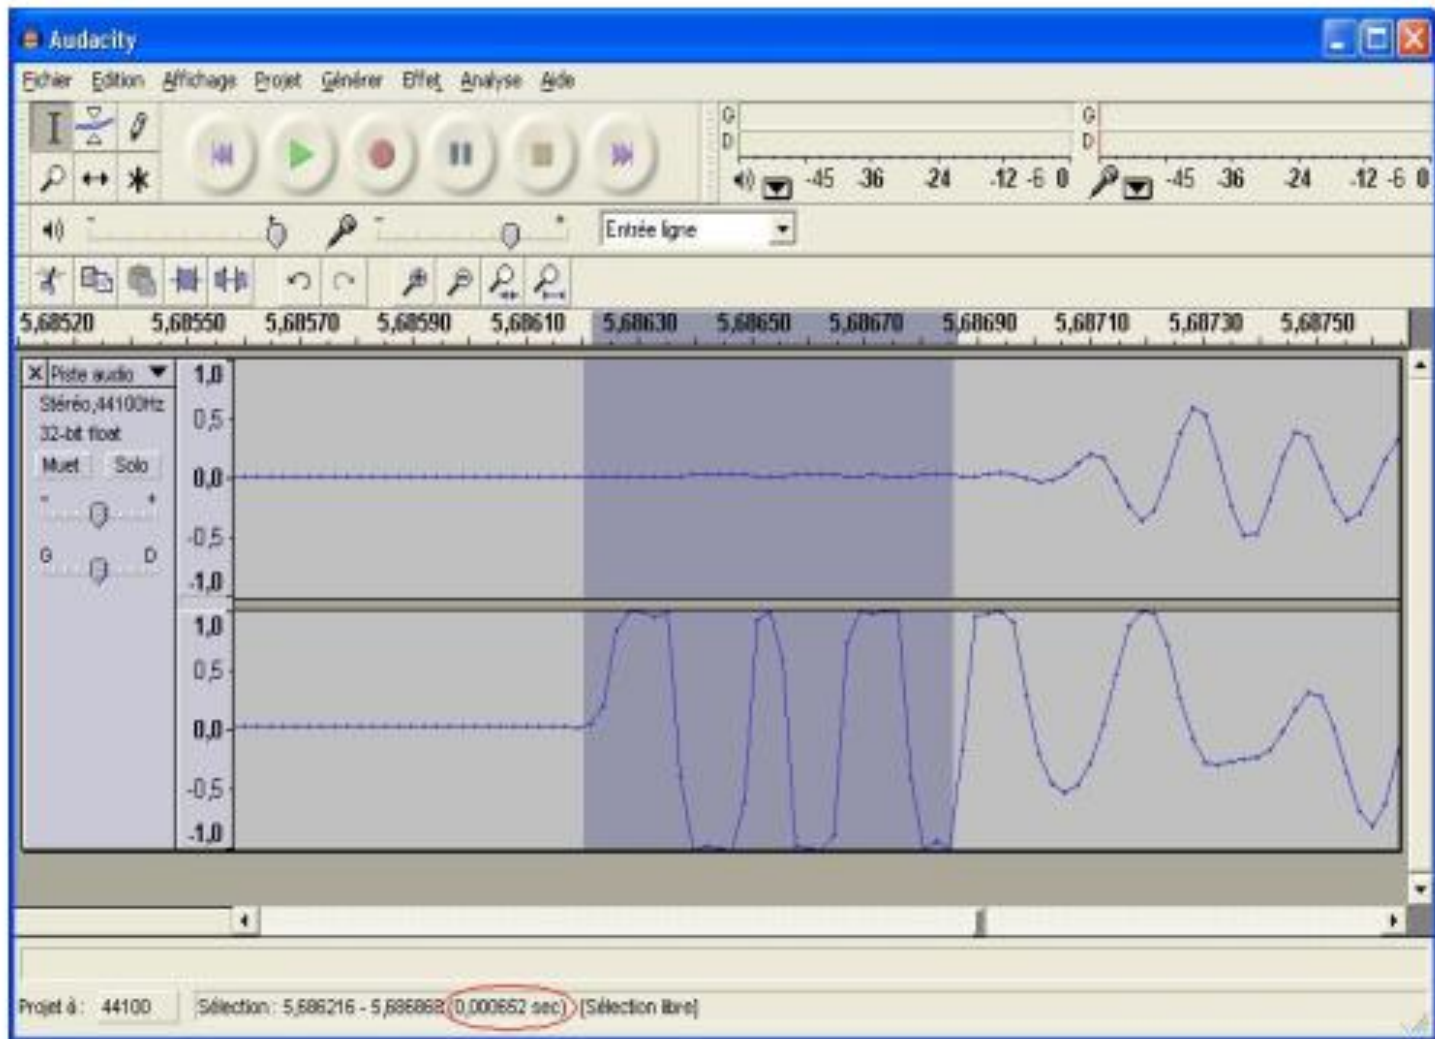 Audacity
Fichier Edition Affichage Projet Générer Effet Analyse Aide
G
D
-45 -36 -24 -12 -6 0
G
D
-45 -36 -24 -12 -6 0
- + - + Entrée ligne
5,68520 5,68550 5,68570 5,68590 5,68610 5,68630 5,68650 5,68670 5,68690 5,68710 5,68730 5,68750
X Piste audio
Stéréo,44100Hz
32-bit float
Muet Solo
- +
G D
1,0
0,5
0,0
-0,5
-1,0
1,0
0,5
0,0
-0,5
-1,0
Projet à : 44100 Sélection : 5,686216 - 5,686868 (0,000652 sec) [Sélection libre]